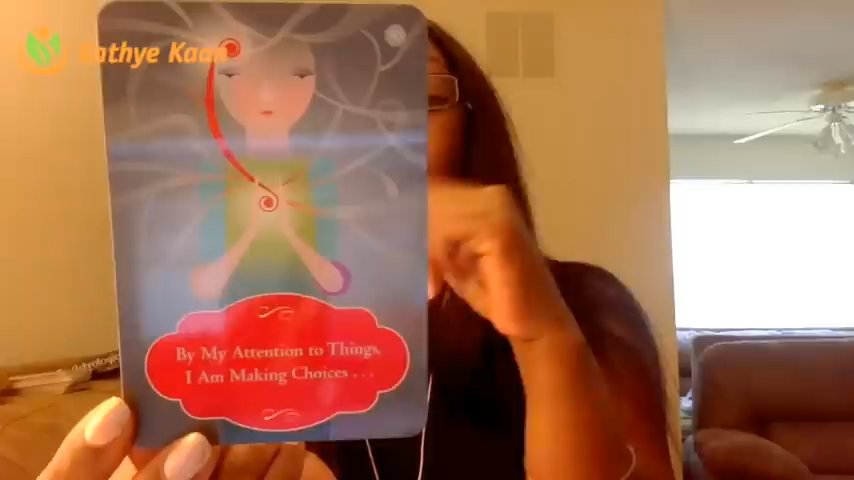 Kathye Kaan
By My Attention to Things,
I Am Making Choices . . .